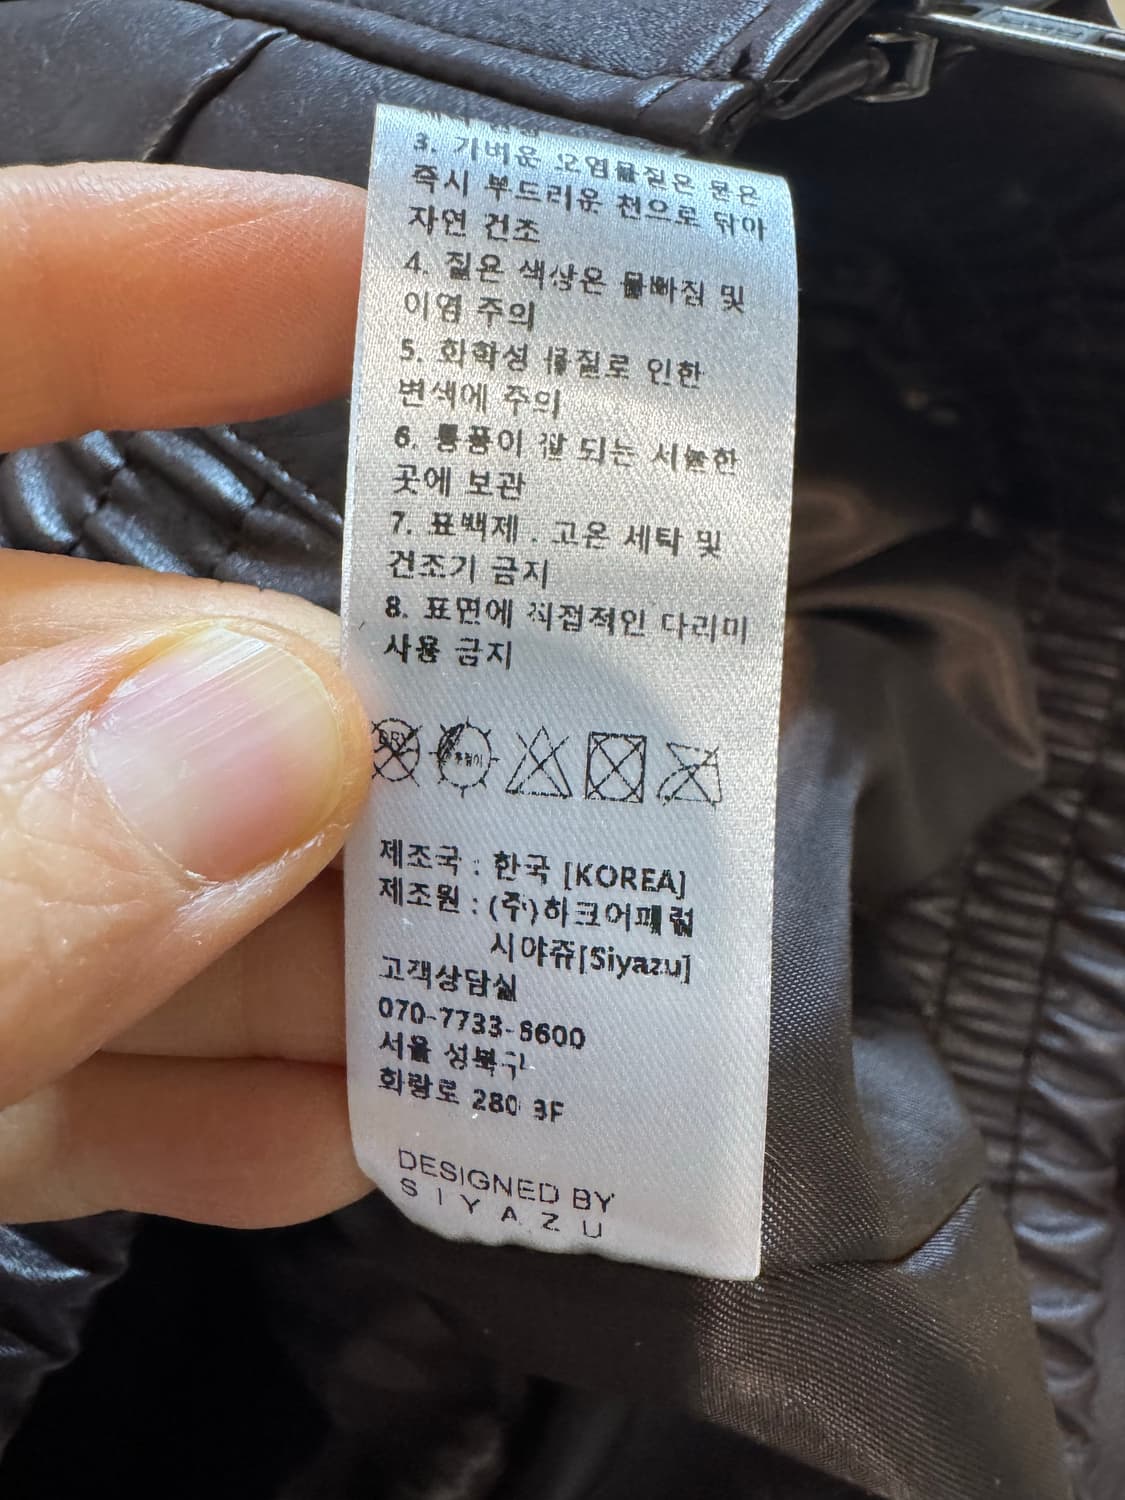 3. 가벼운 오염물질은 묻은
즉시 부드러운 천으로 닦아
자연 건조
4. 짙은 색상은 물빠짐 및
이염 주의
5. 화학성 물질로 인한
변색에 주의
6. 통풍이 잘 되는 서늘한
곳에 보관
7. 표백제 . 고온 세탁 및
건조기 금지
8. 표면에 직접적인 다리미
사용 금지
DRY
제조국 : 한국 [KOREA]
제조원 : (주)하크어패럴
시야쥬[Siyazu]
고객상담실
070-7733-8600
서울 성북구
화랑로 280 3F
DESIGNED BY
SIYAZU